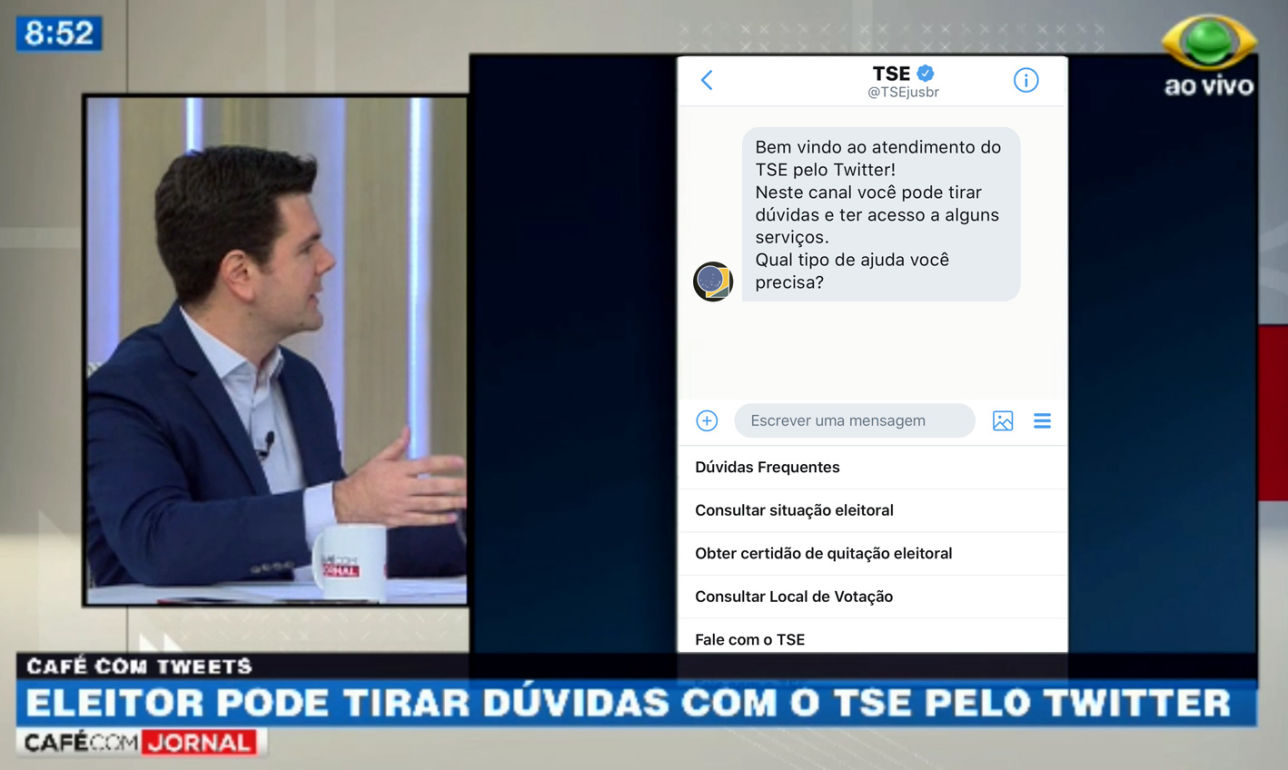 8:52
ao vivo
TSE
@TSEjusbr
Bem vindo ao atendimento do
TSE pelo Twitter!
Neste canal você pode tirar
dúvidas e ter acesso a alguns
serviços.
Qual tipo de ajuda você
precisa?
Escrever uma mensagem
Dúvidas Frequentes
Consultar situação eleitoral
Obter certidão de quitação eleitoral
Consultar Local de Votação
Fale com o TSE
CAFÉ COM
JORNAL
CAFÉ COM TWEETS
ELEITOR PODE TIRAR DÚVIDAS COM O TSE PELO TWITTER
CAFÉCOM JORNAL